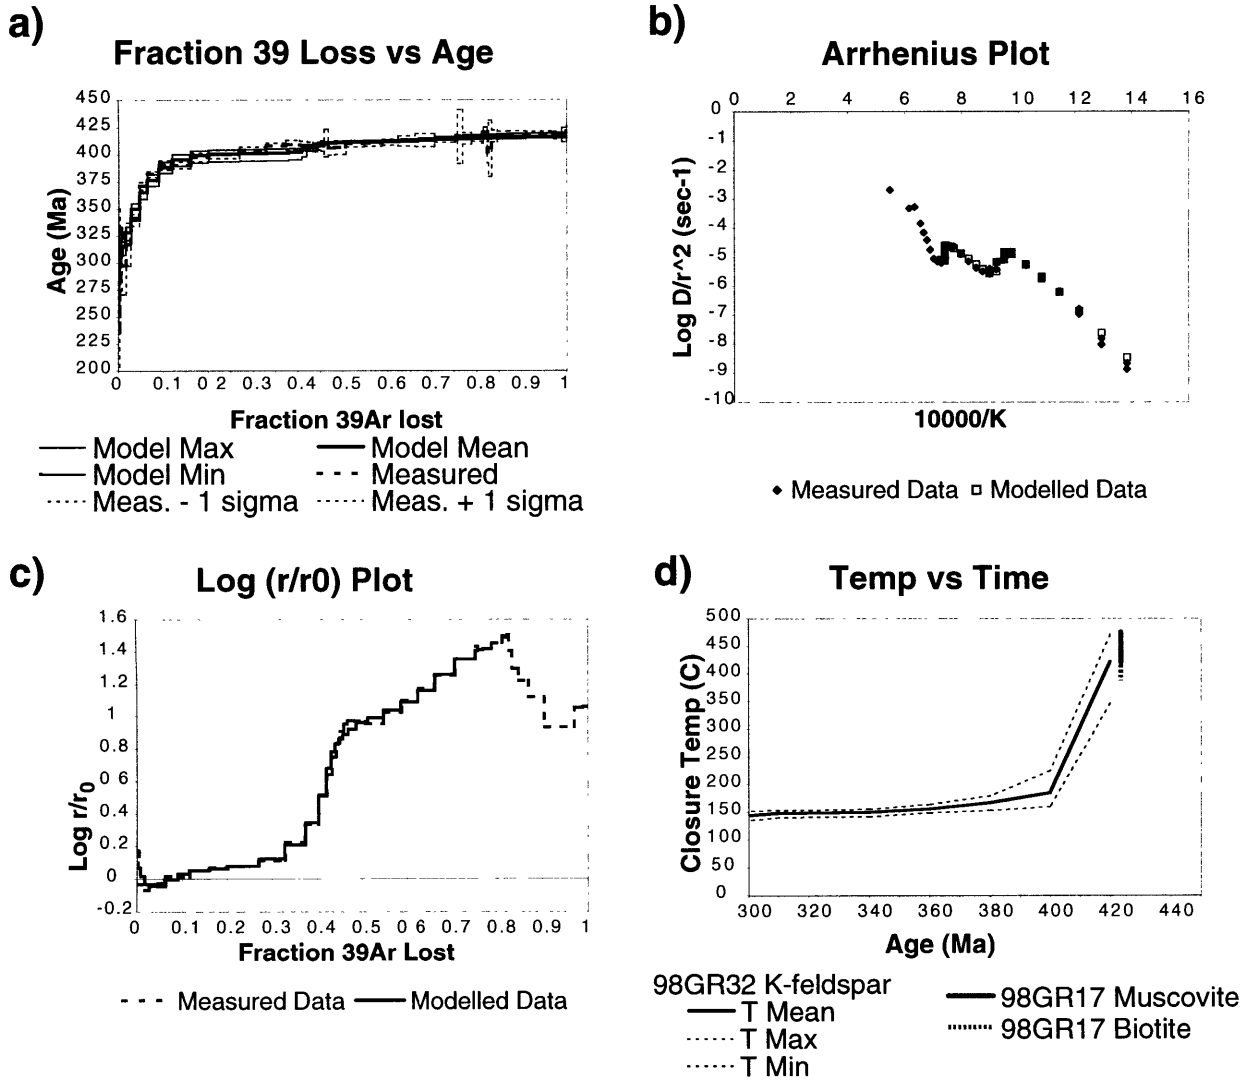 a)
Fraction 39 Loss vs Age
450
425
400
375
350
325
300
275
250
225
200
Age (Ma)
0 0.1 0 2 0.3 0.4 0.5 0.6 0.7 0.8 0.9 1
Fraction 39Ar lost
Model Max Model Mean
Model Min Measured
Meas. - 1 sigma Meas. + 1 sigma
b)
Arrhenius Plot
0 2 4 6 8 10 12 14 16
0
-1
-2
-3
-4
-5
-6
-7
-8
-9
-10
Log D/r^2 (sec-1)
10000/K
Measured Data Modelled Data
c)
Log (r/r0) Plot
1.6
1.4
1.2
1
0.8
0 6
0.4
0.2
0
-0.2
Log r/r0
0 0.1 0.2 0.3 0.4 0.5 0.6 0.7 0.8 0.9 1
Fraction 39Ar Lost
Measured Data Modelled Data
d)
Temp vs Time
500
450
400
350
300
250
200
150
100
50
0
Closure Temp (C)
300 320 340 360 380 400 420 440
Age (Ma)
98GR32 K-feldspar
T Mean
T Max
T Min
98GR17 Muscovite
98GR17 Biotite